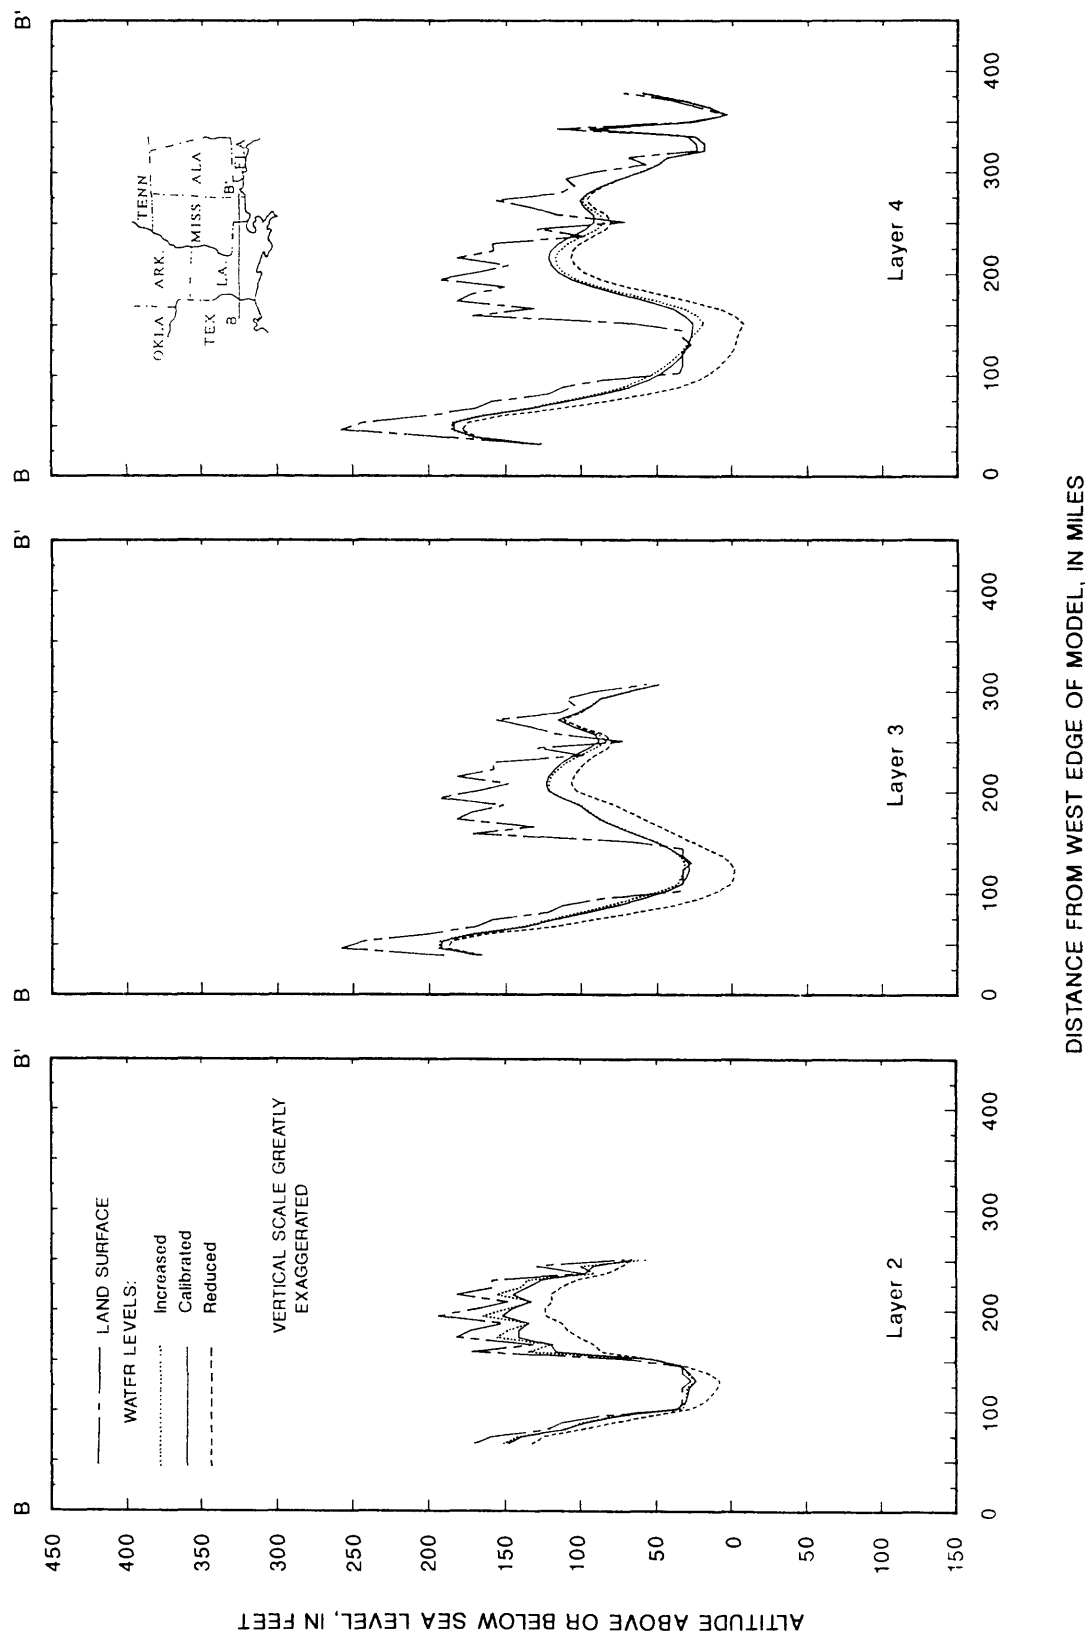 B
B'
B
B'
B
B'
450
400
350
300
250
200
150
100
50
0
50
100
150
ALTITUDE ABOVE OR BELOW SEA LEVEL, IN FEET
LAND SURFACE
WATER LEVELS:
Increased
Calibrated
Reduced
VERTICAL SCALE GREATLY
EXAGGERATED
Layer 2
0
100
200
300
400
Layer 3
0
100
200
300
400
OKLA
ARK.
TENN
TEX
LA.
MISS
ALA
FLA
B
B'
Layer 4
0
100
200
300
400
DISTANCE FROM WEST EDGE OF MODEL, IN MILES